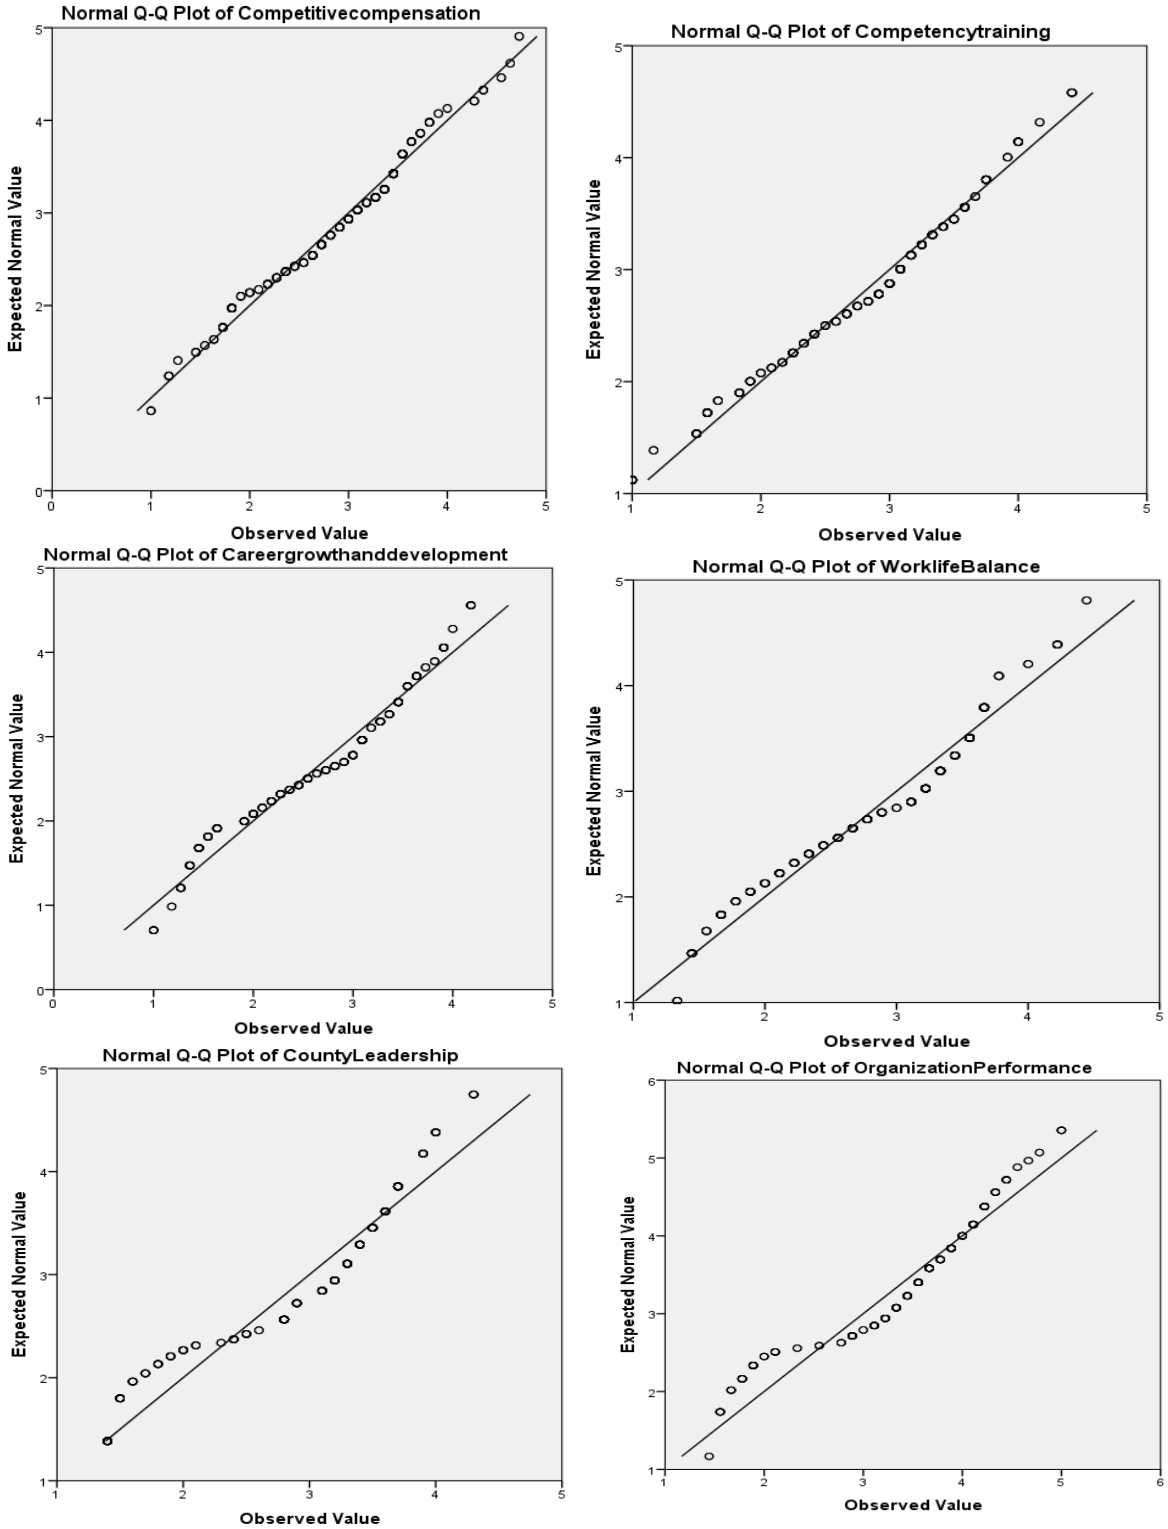 Normal Q-Q Plot of Competitivecompensation
Expected Normal Value
5
4
3
2
1
0
0 1 2 3 4 5
Observed Value
Normal Q-Q Plot of Competencytraining
Expected Normal Value
5
4
3
2
1
1 2 3 4 5
Observed Value
Normal Q-Q Plot of Careergrowthanddevelopment
Expected Normal Value
5
4
3
2
1
0
0 1 2 3 4 5
Observed Value
Normal Q-Q Plot of WorklifeBalance
Expected Normal Value
5
4
3
2
1
1 2 3 4 5
Observed Value
Normal Q-Q Plot of CountyLeadership
Expected Normal Value
5
4
3
2
1
1 2 3 4 5
Observed Value
Normal Q-Q Plot of OrganizationPerformance
Expected Normal Value
6
5
4
3
2
1
1 2 3 4 5 6
Observed Value